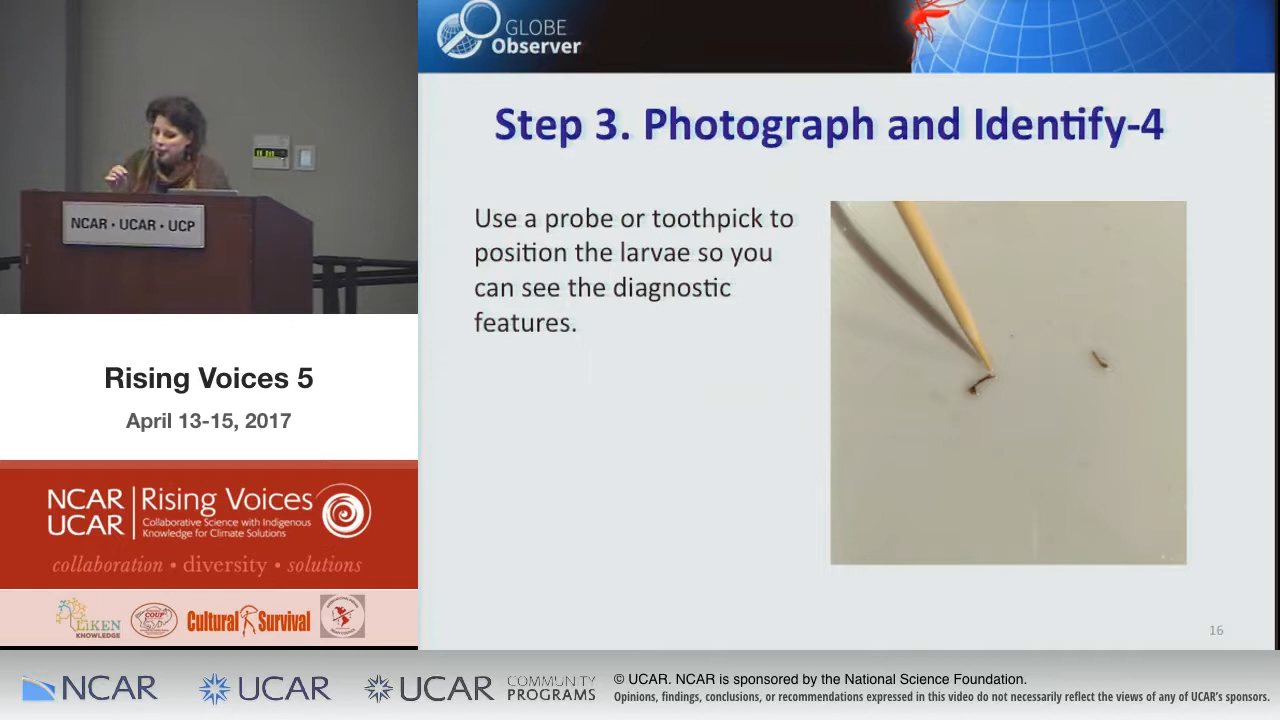 GLOBE
Observer
Step 3. Photograph and Identify-4
Use a probe or toothpick to
position the larvae so you
can see the diagnostic
features.
16
NCAR • UCAR • UCP
Rising Voices 5
April 13-15, 2017
NCAR
UCAR
Rising Voices
Collaborative Science with Indigenous
Knowledge for Climate Solutions
collaboration • diversity • solutions
LiKEN
KNOWLEDGE
COUP
Cultural Survival
NCAR
UCAR
UCAR
COMMUNITY
PROGRAMS
© UCAR. NCAR is sponsored by the National Science Foundation.
Opinions, findings, conclusions, or recommendations expressed in this video do not necessarily reflect the views of any of UCAR's sponsors.